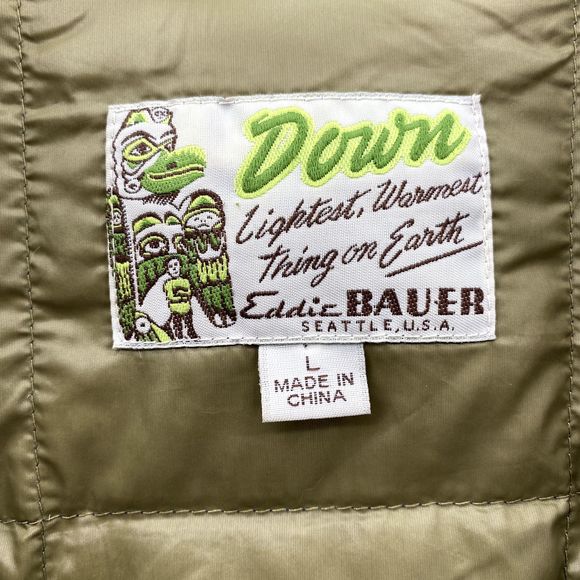 Down
Lightest, Warmest
thing on Earth
Eddie BAUER
SEATTLE, U.S.A.
L
MADE IN
CHINA